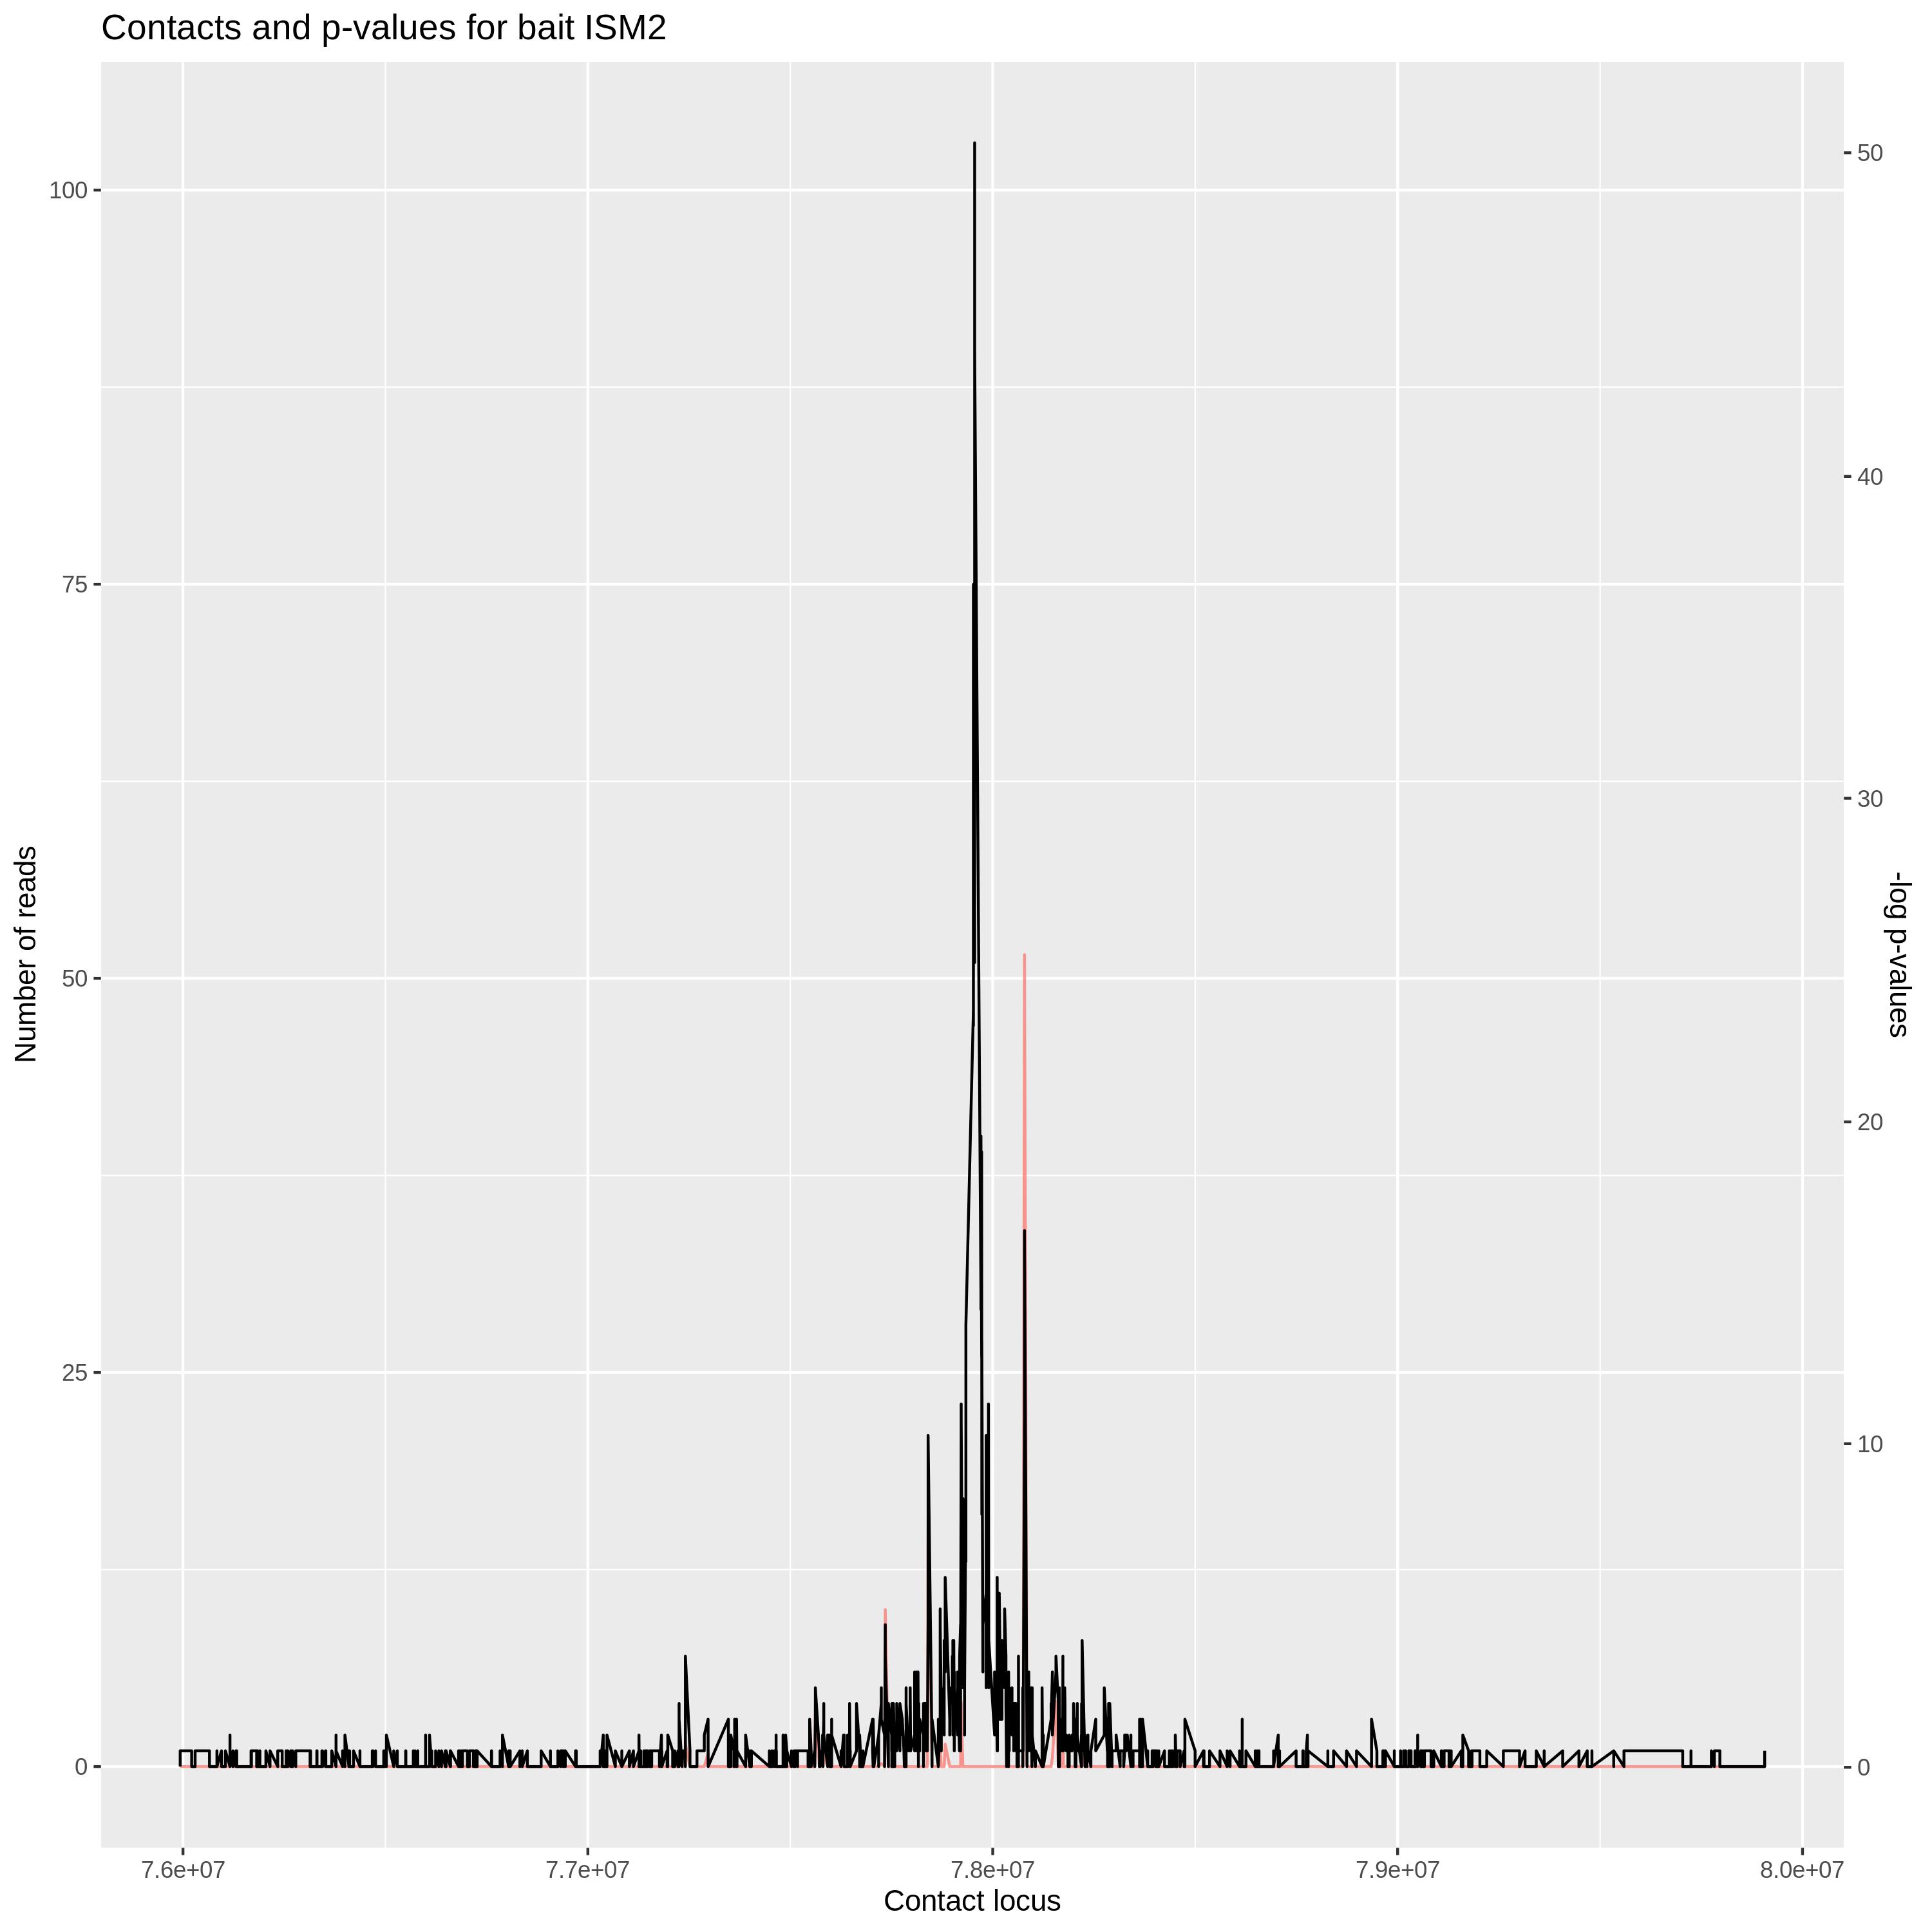 Contacts and p-values for bait ISM2
100
75
50
25
0
Number of reads
50
40
30
20
10
0
-log p-values
7.6e+07 7.7e+07 7.8e+07 7.9e+07 8.0e+07
Contact locus